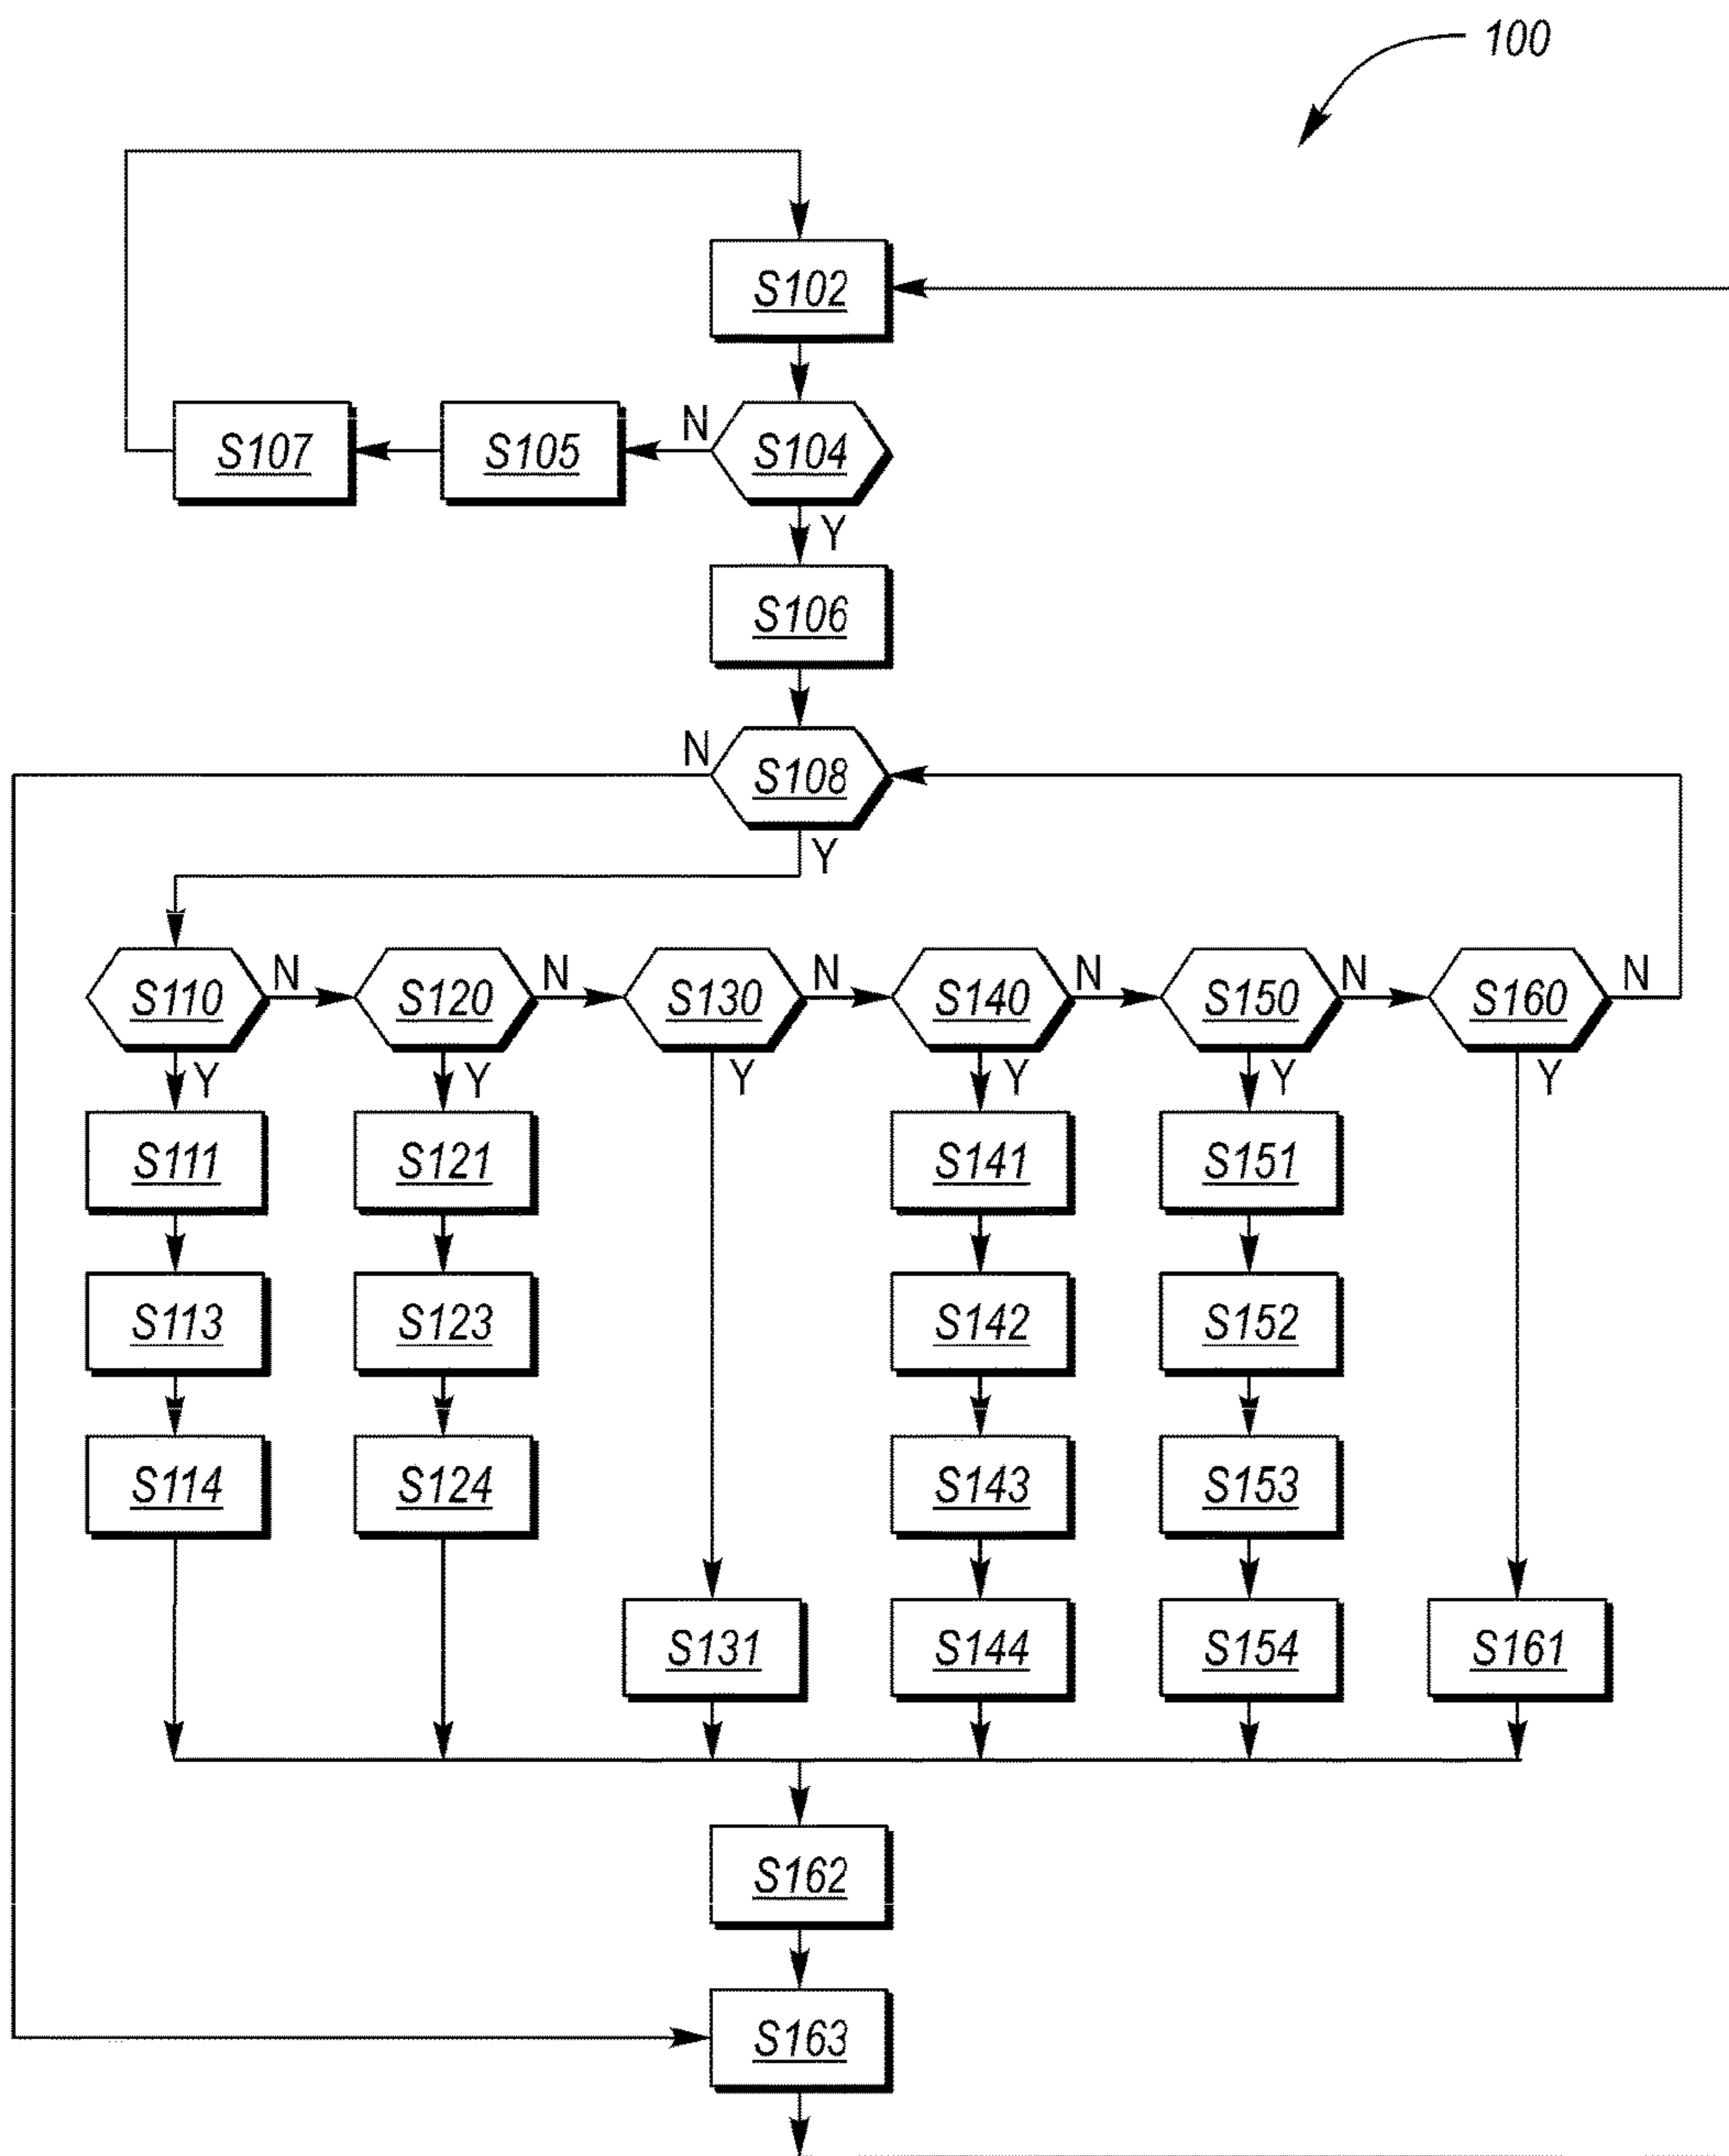 100
S102
S107 S105 N S104
Y
S106
N S108
Y
S110 N S120 N S130 N S140 N S150 N S160 N
Y Y Y Y Y Y
S111 S121 S141 S151
S113 S123 S142 S152
S114 S124 S143 S153
S131 S144 S154 S161
S162
S163